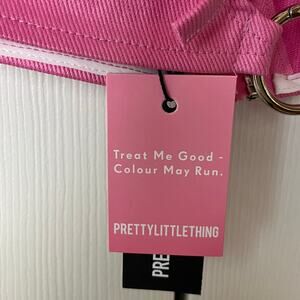 Treat Me Good -
Colour May Run.
PRETTYLITTLETHING
PRE